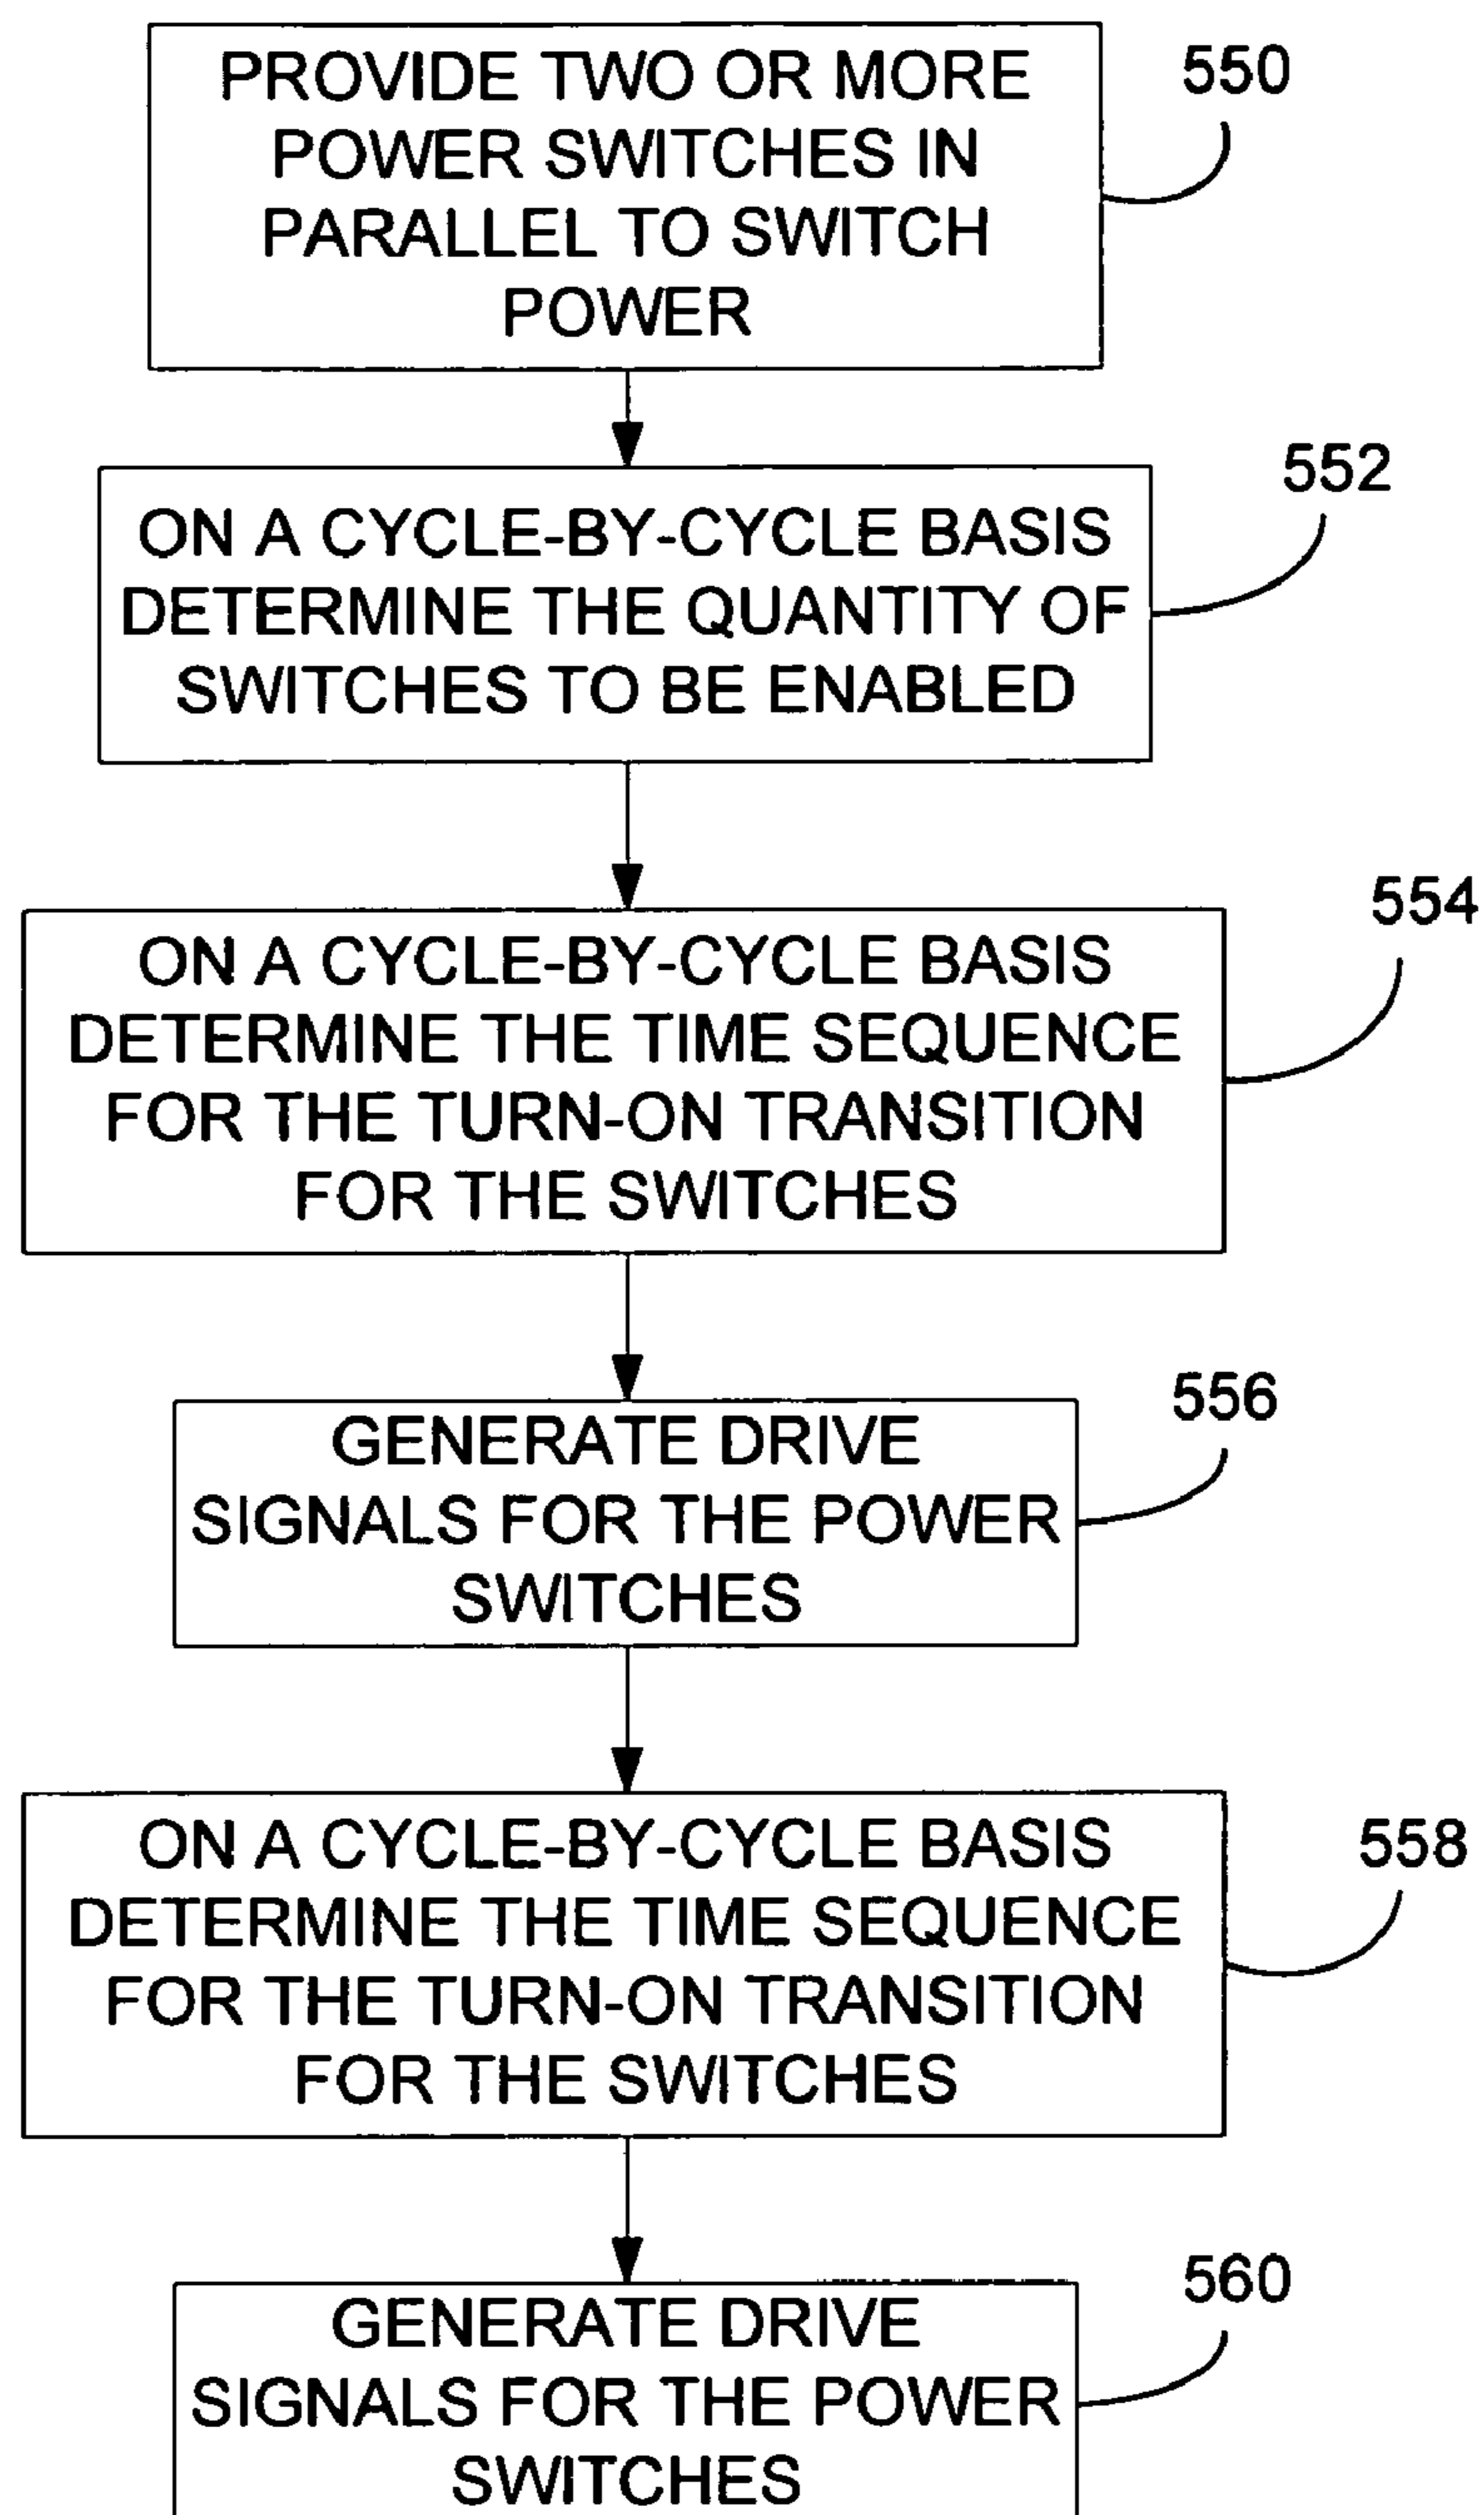 PROVIDE TWO OR MORE
POWER SWITCHES IN
PARALLEL TO SWITCH
POWER
550
ON A CYCLE-BY-CYCLE BASIS
DETERMINE THE QUANTITY OF
SWITCHES TO BE ENABLED
552
ON A CYCLE-BY-CYCLE BASIS
DETERMINE THE TIME SEQUENCE
FOR THE TURN-ON TRANSITION
FOR THE SWITCHES
554
GENERATE DRIVE
SIGNALS FOR THE POWER
SWITCHES
556
ON A CYCLE-BY-CYCLE BASIS
DETERMINE THE TIME SEQUENCE
FOR THE TURN-ON TRANSITION
FOR THE SWITCHES
558
GENERATE DRIVE
SIGNALS FOR THE POWER
SWITCHES
560